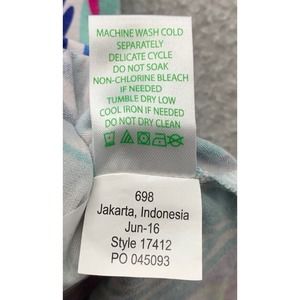 MACHINE WASH COLD
SEPARATELY
DELICATE CYCLE
DO NOT SOAK
NON-CHLORINE BLEACH
IF NEEDED
TUMBLE DRY LOW
COOL IRON IF NEEDED
DO NOT DRY CLEAN
698
Jakarta, Indonesia
Jun-16
Style 17412
PO 045093